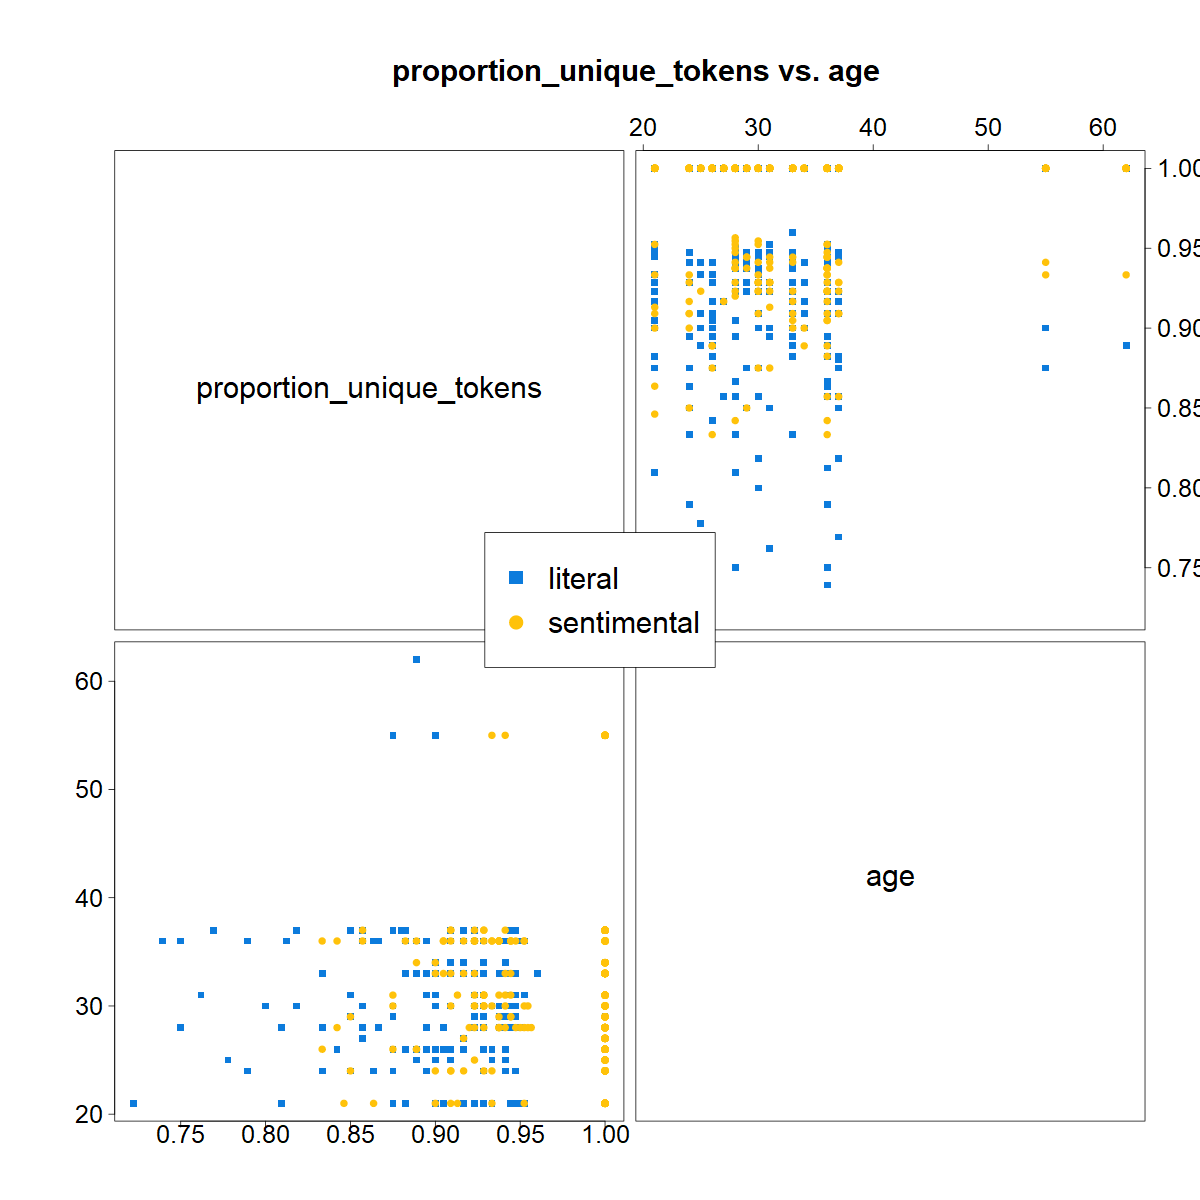 proportion_unique_tokens vs. age
20 30 40 50 60
proportion_unique_tokens
1.00
0.95
0.90
0.85
0.80
0.75
literal
sentimental
60
50
40
30
20
age
0.75 0.80 0.85 0.90 0.95 1.00